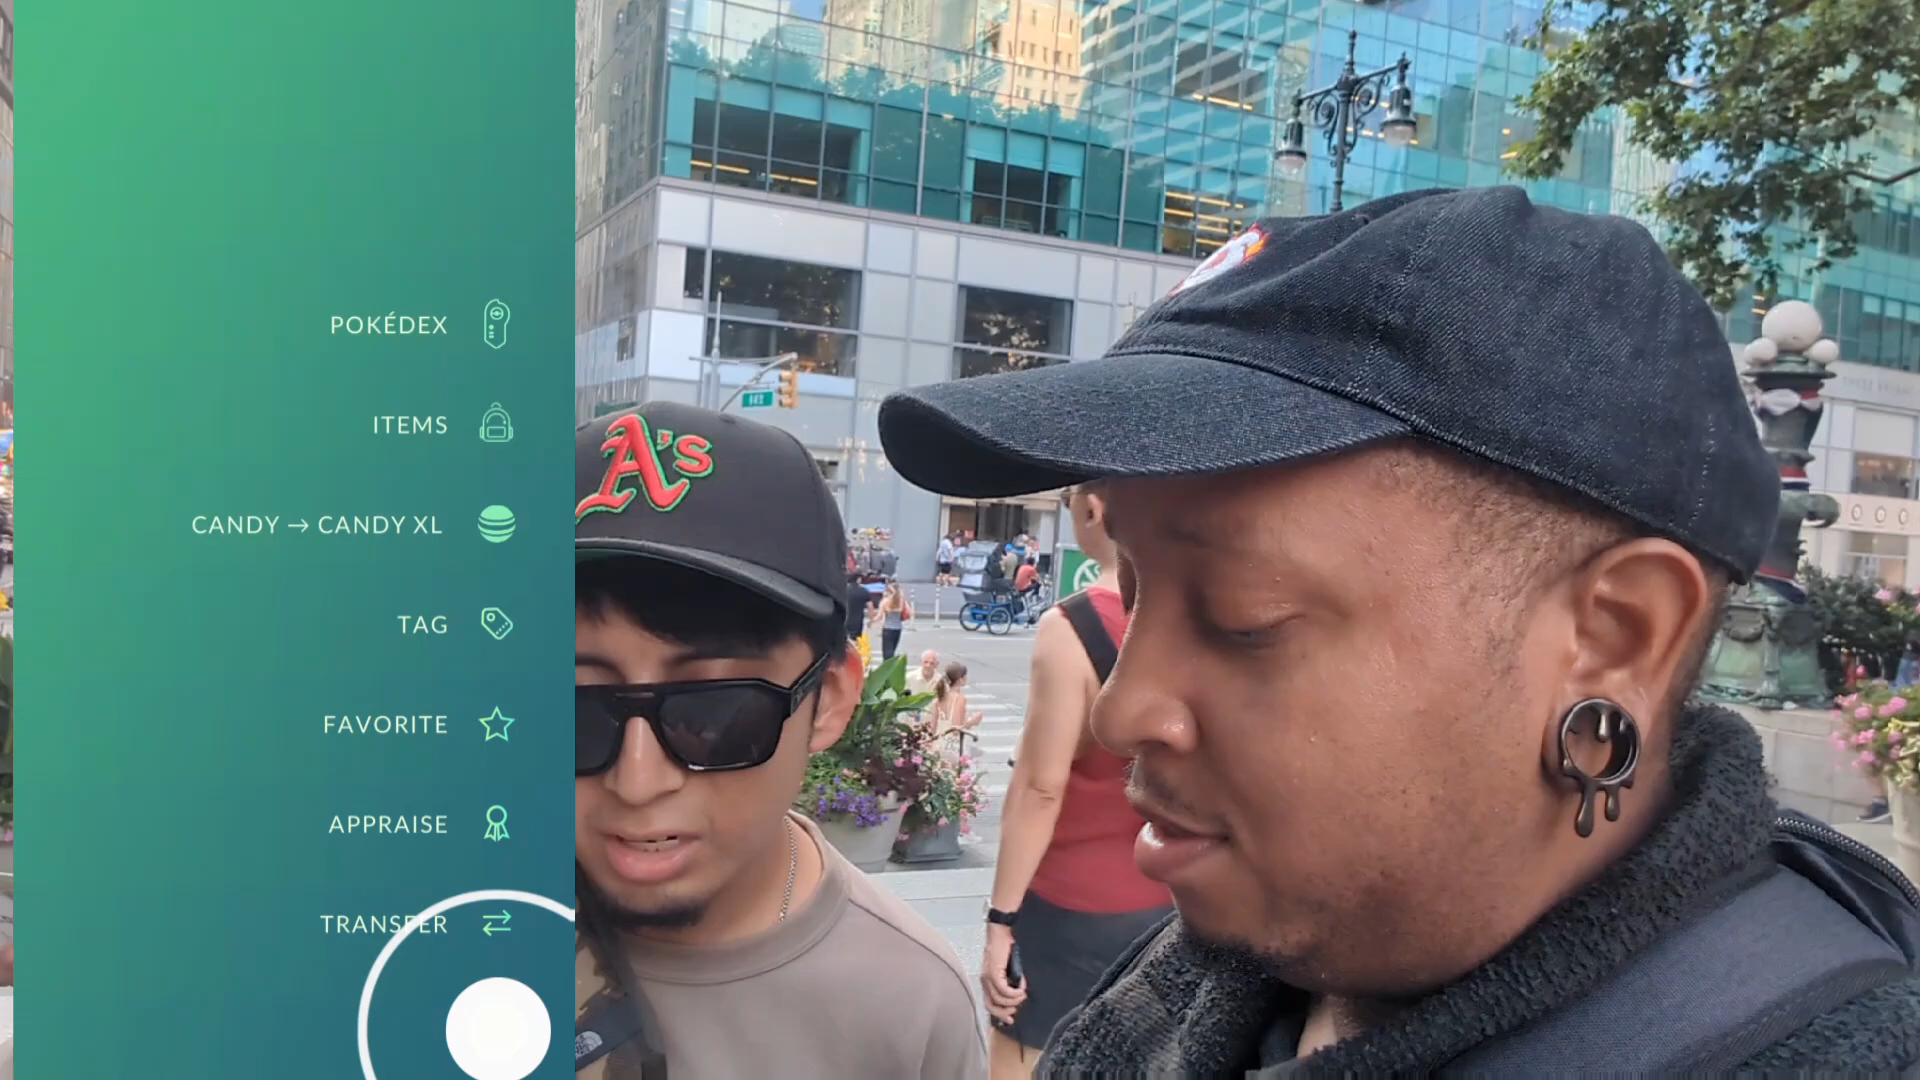 POKÉDEX
ITEMS
CANDY → CANDY XL
TAG
FAVORITE
APPRAISE
TRANSFER
A's